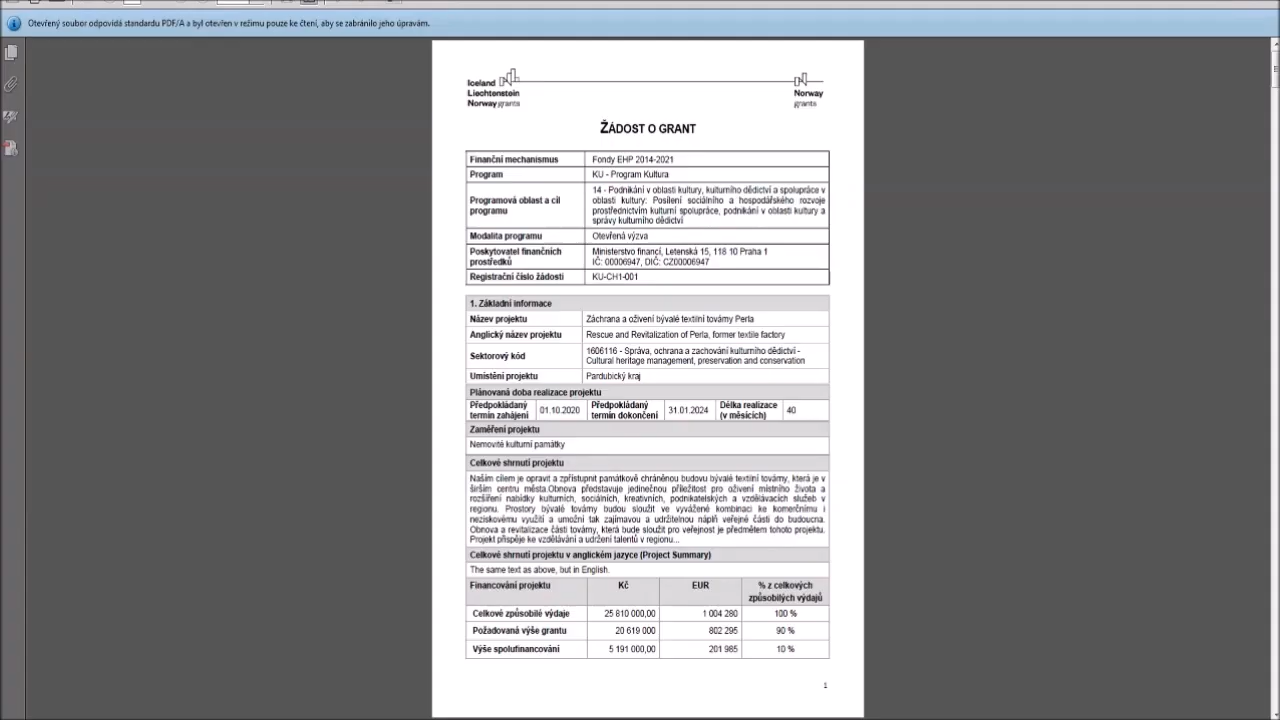 Otevřený soubor odpovídá standardu PDF/A a byl otevřen v režimu pouze ke čtení, aby se zabránilo jeho úpravám.
Iceland
Liechtenstein
Norway grants
Norway
grants
ŽÁDOST O GRANT
Finanční mechanismus Fondy EHP 2014-2021
Program KU - Program Kultura
Programová oblast a cíl programu 14 - Podnikání v oblasti kultury, kulturního dědictví a spolupráce v
oblasti kultury: Posílení sociálního a hospodářského rozvoje
prostřednictvím kulturní spolupráce, podnikání v oblasti kultury a
správy kulturního dědictví
Modalita programu Otevřená výzva
Poskytovatel finančních prostředků Ministerstvo financí, Letenská 15, 118 10 Praha 1
IČ: 00006947, DIČ: CZ00006947
Registrační číslo žádosti KU-CH1-001
1. Základní informace
Název projektu Záchrana a oživení bývalé textilní továrny Perla
Anglický název projektu Rescue and Revitalization of Perla, former textile factory
Sektorový kód 1606116 - Správa, ochrana a zachování kulturního dědictví -
Cultural heritage management, preservation and conservation
Umístění projektu Pardubický kraj
Plánovaná doba realizace projektu
Předpokládaný termín zahájení 01.10.2020 Předpokládaný termín dokončení 31.01.2024 Délka realizace (v měsících) 40
Zaměření projektu
Nemovité kulturní památky
Celkové shrnutí projektu
Naším cílem je opravit a zpřístupnit památkově chráněnou budovu bývalé textilní továrny, která je v
širším centru města.Obnova představuje jedinečnou příležitost pro oživení místního života a
rozšíření nabídky kulturních, sociálních, kreativních, podnikatelských a vzdělávacích služeb v
regionu. Prostory bývalé továrny budou sloužit ve vyvážené kombinaci ke komerčnímu i
neziskovému využití a umožní tak zajímavou a udržitelnou náplň veřejné části do budoucna.
Obnova a revitalizace části továrny, která bude sloužit pro veřejnost je předmětem tohoto projektu.
Projekt přispěje ke vzdělávání a udržení talentů v regionu...
Celkové shrnutí projektu v anglickém jazyce (Project Summary)
The same text as above, but in English.
Financování projektu Kč EUR % z celkových
způsobilých výdajů
Celkové způsobilé výdaje 25 810 000,00 1 004 280 100 %
Požadovaná výše grantu 20 619 000 802 295 90 %
Výše spolufinancování 5 191 000,00 201 985 10 %
1